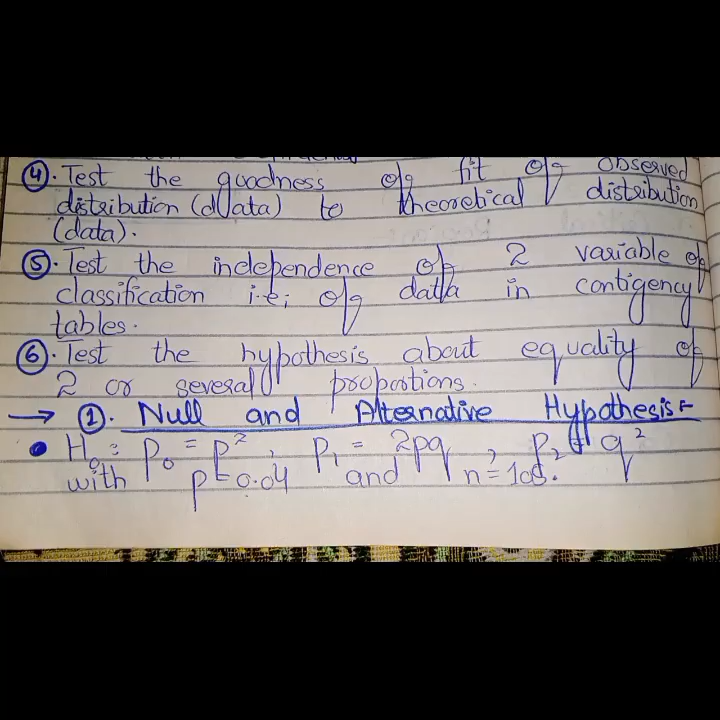 ④. Test the goodness of fit of observed
distribution (data) to theoretical distribution
(data).
⑤. Test the independence of 2 variable of
classification i.e; of data in contigency
tables.
⑥. Test the hypothesis about equality of
2 or several proportions.
→ ①. Null and Alternative Hypothesis:-
• H₀: P₀ = p², P₁ = 2pq, P₂ = q²
with p = 0.04 and n =